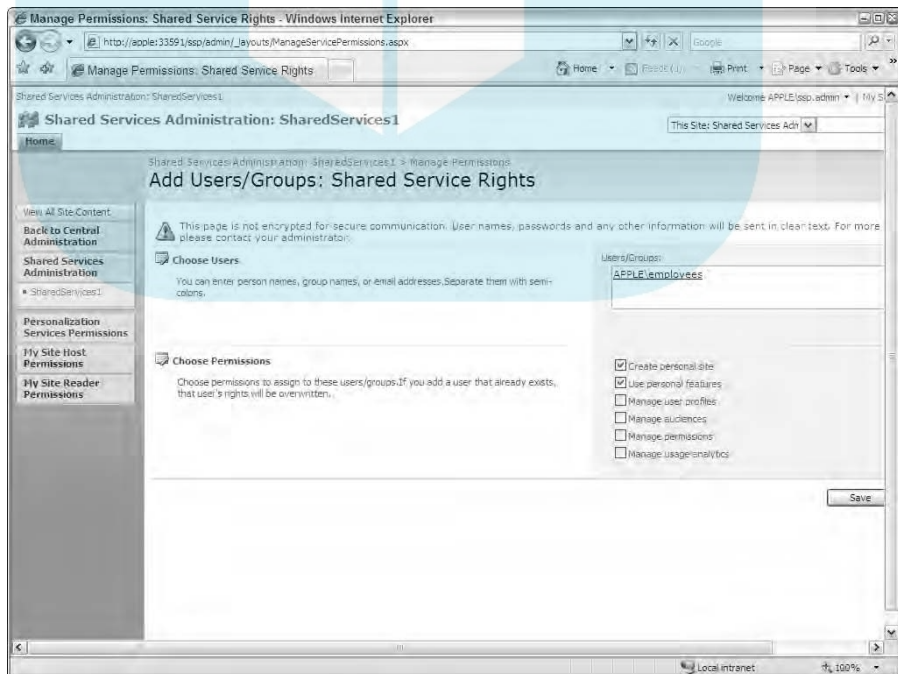 Manage Permissions: Shared Service Rights - Windows Internet Explorer
http://apple:33591/ssp/admin/_layouts/ManageServicePermissions.aspx
Google
Manage Permissions: Shared Service Rights
Home
Print
Page
Tools
»
Shared Services Administration: SharedServices1
Welcome APPLE\ssp.admin
My S
Shared Services Administration: SharedServices1
This Site: Shared Services Adn
Home
Shared Services Administration: SharedServices1 > Manage Permissions
Add Users/Groups: Shared Service Rights
View All Site Content
Back to Central
Administration
Shared Services
Administration
SharedServices1
Personalization
Services Permissions
My Site Host
Permissions
My Site Reader
Permissions
This page is not encrypted for secure communication. User names, passwords and any other information will be sent in clear text. For more
please contact your administrator.
Choose Users
You can enter person names, group names, or email addresses.Separate them with semi-
colons.
Users/Groups:
APPLE\employees
Choose Permissions
Choose permissions to assign to these users/groups.If you add a user that already exists,
that user's rights will be overwritten.
Create personal site
Use personal features
Manage user profiles
Manage audiences
Manage permissions
Manage usage analytics
Save
Local intranet
100%